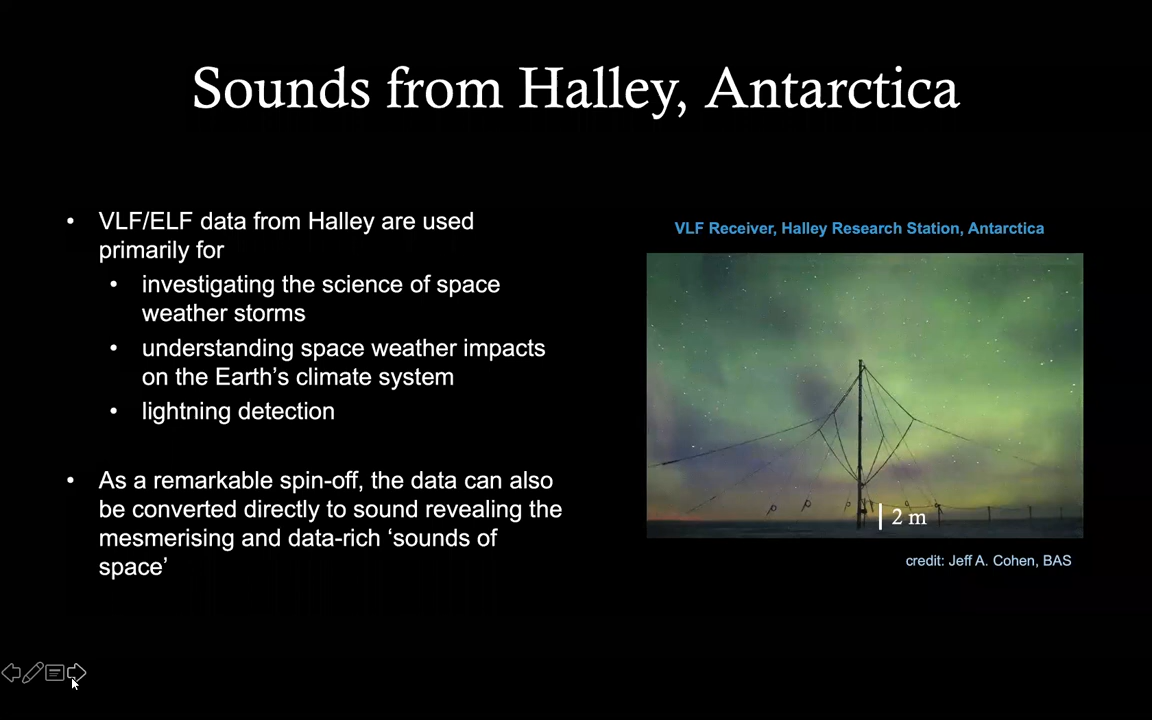 Sounds from Halley, Antarctica
• VLF/ELF data from Halley are used
primarily for
• investigating the science of space
weather storms
• understanding space weather impacts
on the Earth’s climate system
• lightning detection
• As a remarkable spin-off, the data can also
be converted directly to sound revealing the
mesmerising and data-rich ‘sounds of
space’
VLF Receiver, Halley Research Station, Antarctica
2 m
credit: Jeff A. Cohen, BAS